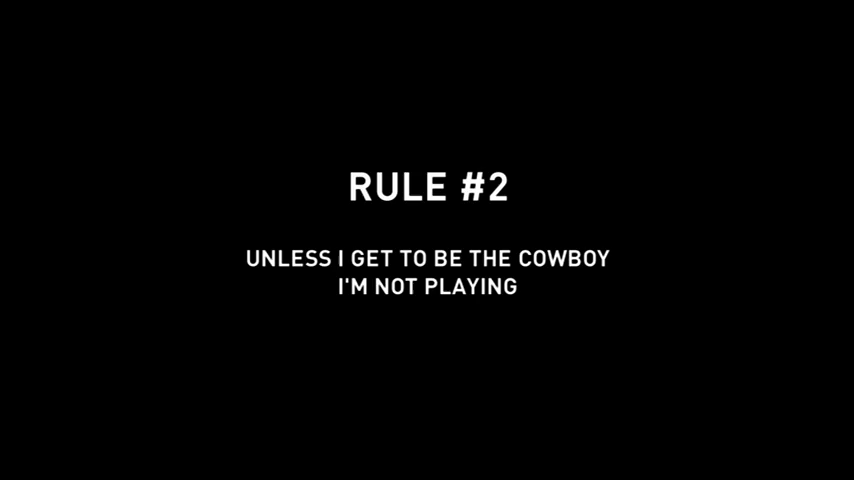 RULE #2
UNLESS I GET TO BE THE COWBOY
I'M NOT PLAYING